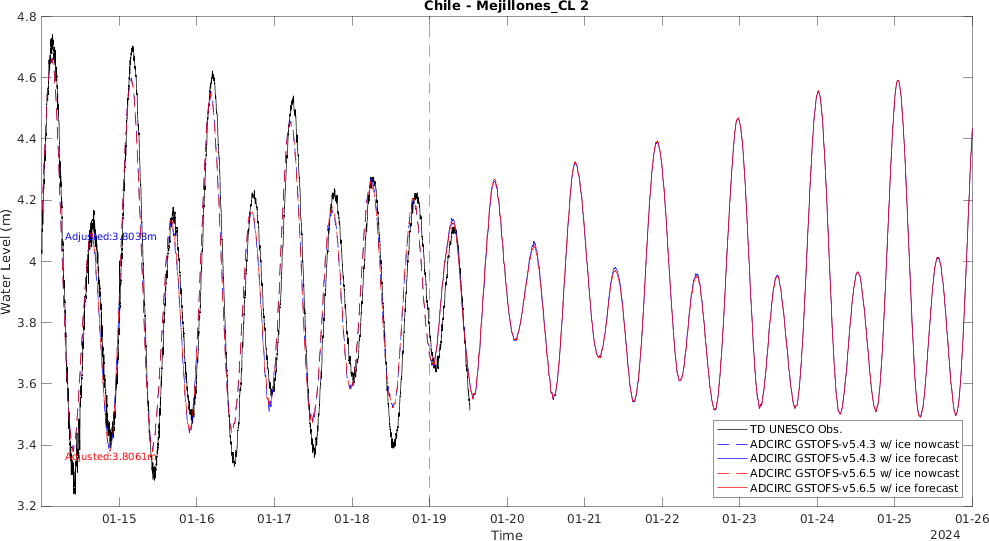 Chile - Mejillones_CL 2
4.8
4.6
4.4
4.2
4
3.8
3.6
3.4
3.2
Water Level (m)
Adjusted:3.8033m
Adjusted:3.8061m
TD UNESCO Obs.
ADCIRC GSTOFS-v5.4.3 w/ ice nowcast
ADCIRC GSTOFS-v5.4.3 w/ ice forecast
ADCIRC GSTOFS-v5.6.5 w/ ice nowcast
ADCIRC GSTOFS-v5.6.5 w/ ice forecast
01-15 01-16 01-17 01-18 01-19 01-20 01-21 01-22 01-23 01-24 01-25 01-26
Time
2024